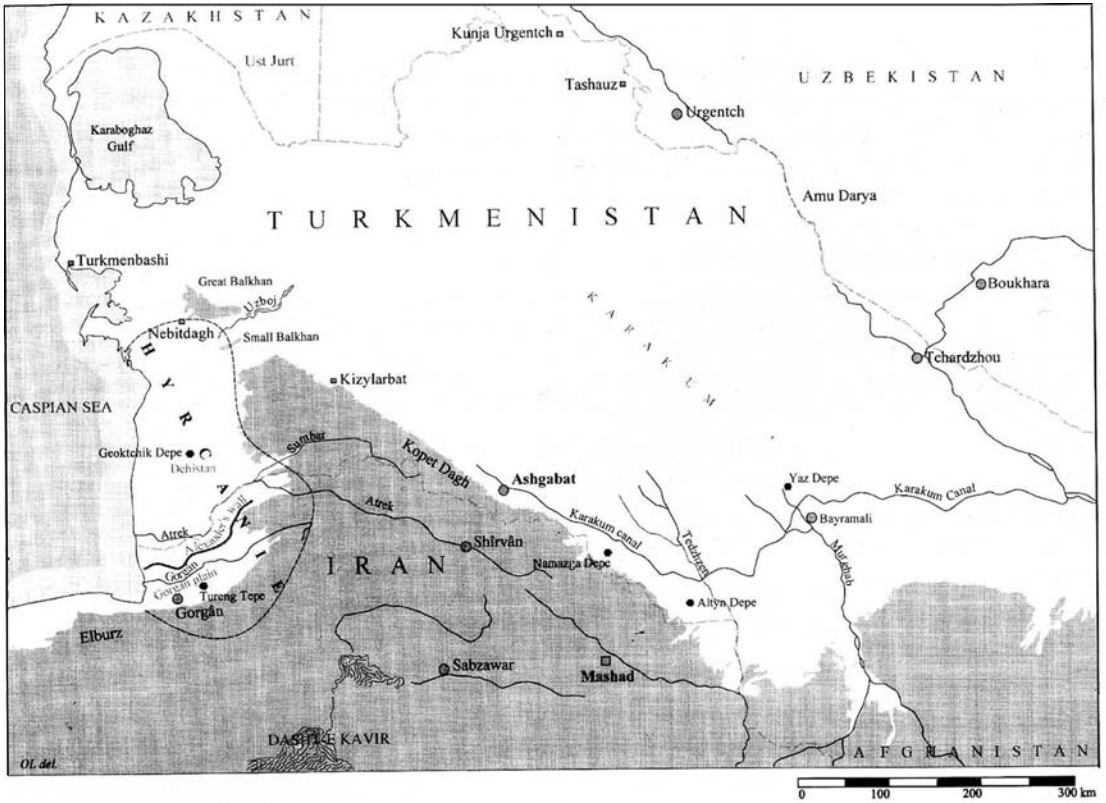 KAZAKHSTAN
Kunja Urgentch
Ust Jurt
Tashauz
UZBEKISTAN
Urgentch
Karaboghaz
Gulf
Amu Darya
TURKMENISTAN
Turkmenbashi
Great Balkhan
Uzboj
Boukhara
KARAKUM
Nebitdagh
Small Balkhan
Tchardzhou
Kizylarbat
HYRCANIE
CASPIAN SEA
Geoktchik Depe
Dehistan
Sumbar
Kopet Dagh
Ashgabat
Yaz Depe
Karakum Canal
Atrek
Bayramali
Atrek
Alexander's Wall
Karakum canal
Tedzhen
Murghab
Shîrvân
IRAN
Namazga Depe
Gorgan
Gorgan plain
Tureng Tepe
Gorgân
Altyn Depe
Elburz
Sabzawar
Mashad
DASHT-E KAVIR
AFGHANISTAN
OL del.
0 100 200 300 km